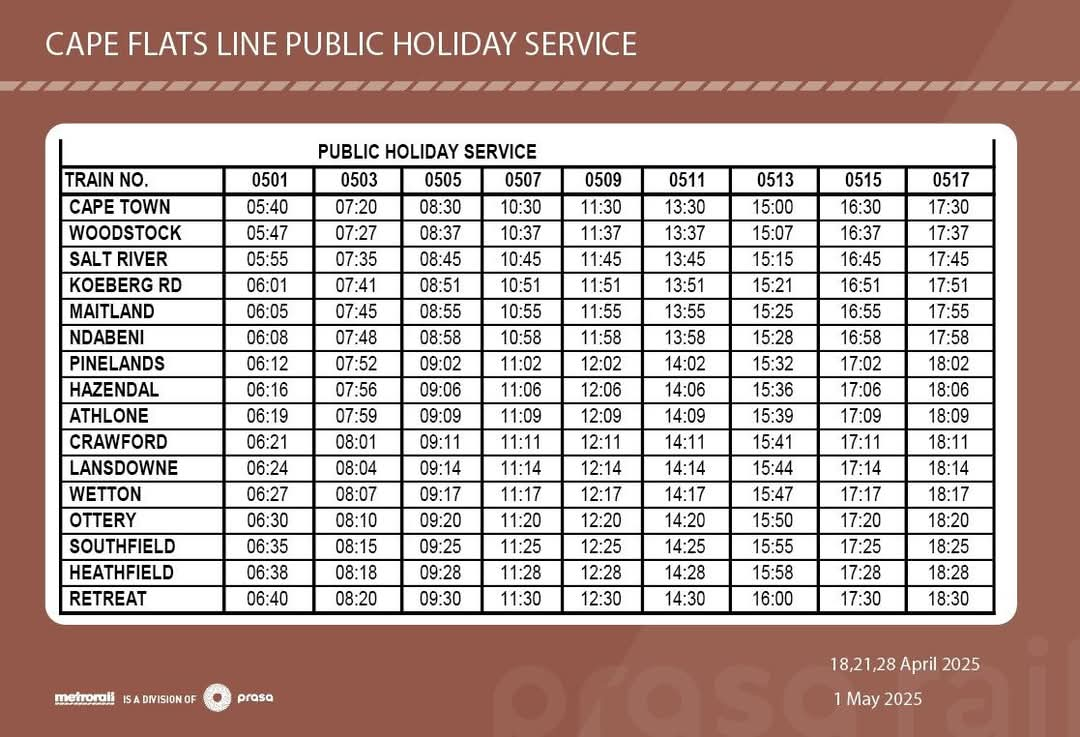 CAPE FLATS LINE PUBLIC HOLIDAY SERVICE
PUBLIC HOLIDAY SERVICE
TRAIN NO. 0501 0503 0505 0507 0509 0511 0513 0515 0517
CAPE TOWN 05:40 07:20 08:30 10:30 11:30 13:30 15:00 16:30 17:30
WOODSTOCK 05:47 07:27 08:37 10:37 11:37 13:37 15:07 16:37 17:37
SALT RIVER 05:55 07:35 08:45 10:45 11:45 13:45 15:15 16:45 17:45
KOEBERG RD 06:01 07:41 08:51 10:51 11:51 13:51 15:21 16:51 17:51
MAITLAND 06:05 07:45 08:55 10:55 11:55 13:55 15:25 16:55 17:55
NDABENI 06:08 07:48 08:58 10:58 11:58 13:58 15:28 16:58 17:58
PINELANDS 06:12 07:52 09:02 11:02 12:02 14:02 15:32 17:02 18:02
HAZENDAL 06:16 07:56 09:06 11:06 12:06 14:06 15:36 17:06 18:06
ATHLONE 06:19 07:59 09:09 11:09 12:09 14:09 15:39 17:09 18:09
CRAWFORD 06:21 08:01 09:11 11:11 12:11 14:11 15:41 17:11 18:11
LANSDOWNE 06:24 08:04 09:14 11:14 12:14 14:14 15:44 17:14 18:14
WETTON 06:27 08:07 09:17 11:17 12:17 14:17 15:47 17:17 18:17
OTTERY 06:30 08:10 09:20 11:20 12:20 14:20 15:50 17:20 18:20
SOUTHFIELD 06:35 08:15 09:25 11:25 12:25 14:25 15:55 17:25 18:25
HEATHFIELD 06:38 08:18 09:28 11:28 12:28 14:28 15:58 17:28 18:28
RETREAT 06:40 08:20 09:30 11:30 12:30 14:30 16:00 17:30 18:30
18,21,28 April 2025
1 May 2025
metrorail IS A DIVISION OF prasa
prasa rail